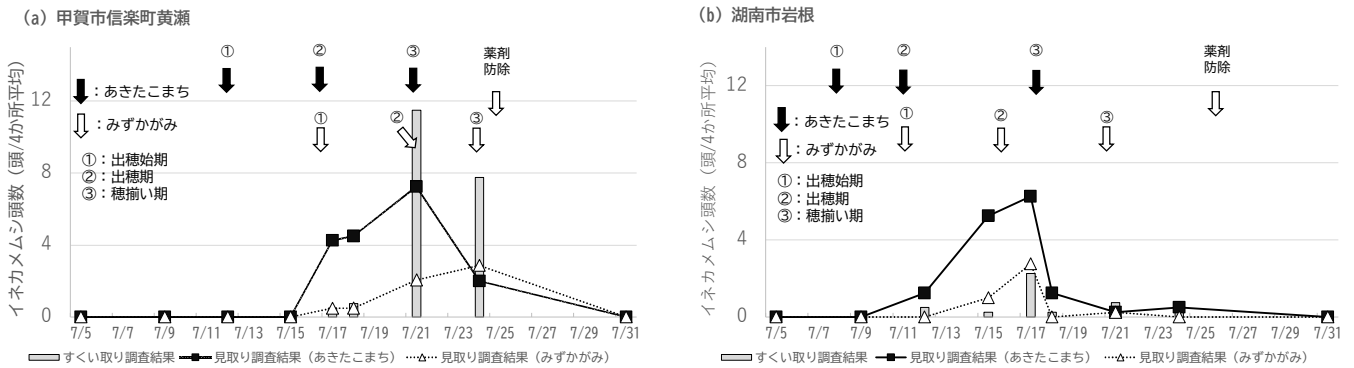 (a) 甲賀市信楽町黄瀬
イネカメムシ頭数（頭/4か所平均）
12
8
4
0
① ② ③
薬剤
防除
：あきたこまち
：みずかがみ
① ② ③
①：出穂始期
②：出穂期
③：穂揃い期
7/5 7/7 7/9 7/11 7/13 7/15 7/17 7/19 7/21 7/23 7/25 7/27 7/29 7/31
すくい取り調査結果 見取り調査結果（あきたこまち） 見取り調査結果（みずかがみ）
(b) 湖南市岩根
イネカメムシ頭数（頭/4か所平均）
12
8
4
0
① ② ③
薬剤
防除
：あきたこまち
：みずかがみ
① ② ③
①：出穂始期
②：出穂期
③：穂揃い期
7/5 7/7 7/9 7/11 7/13 7/15 7/17 7/19 7/21 7/23 7/25 7/27 7/29 7/31
すくい取り調査結果 見取り調査結果（あきたこまち） 見取り調査結果（みずかがみ）